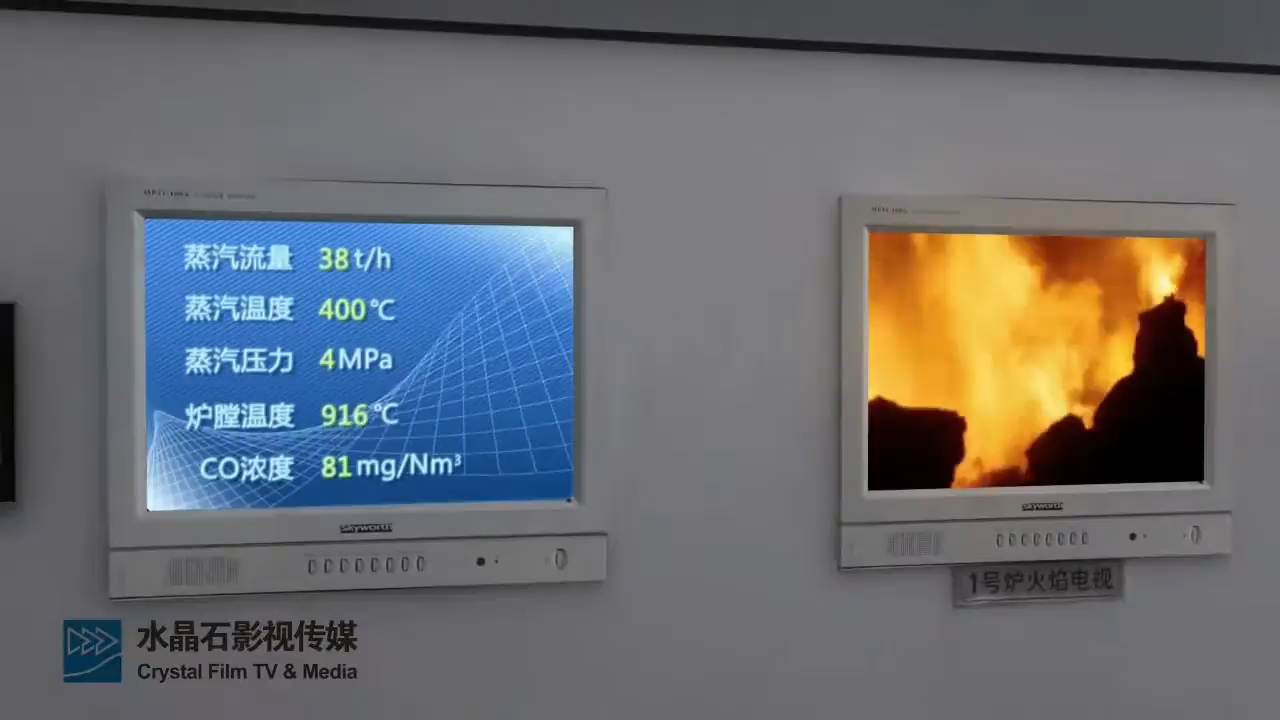 蒸汽流量 38 t/h
蒸汽温度 400 ℃
蒸汽压力 4 MPa
炉膛温度 916 ℃
CO浓度 81 mg/Nm³
SKYWORTH
SKYWORTH
1号炉火焰电视
水晶石影视传媒
Crystal Film TV & Media